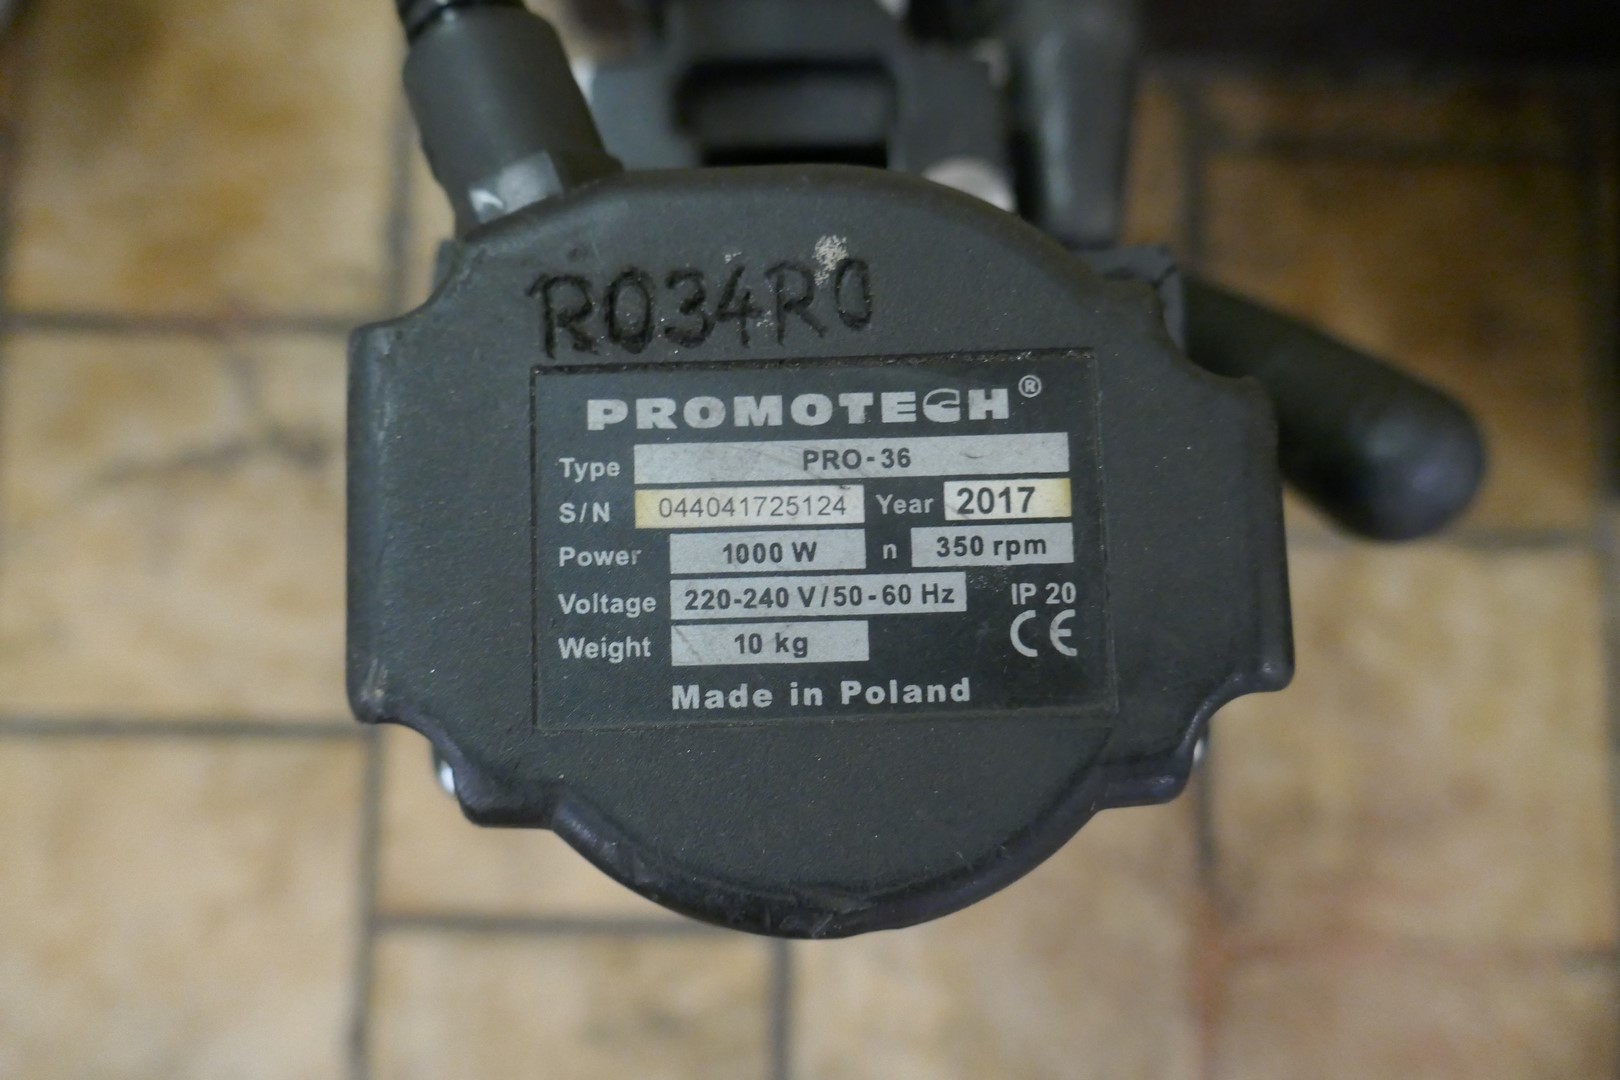 RO34RO
PROMOTECH®
Type PRO-36
S/N 044041725124 Year 2017
Power 1000 W n 350 rpm
Voltage 220-240 V/50-60 Hz IP 20
Weight 10 kg CE
Made in Poland